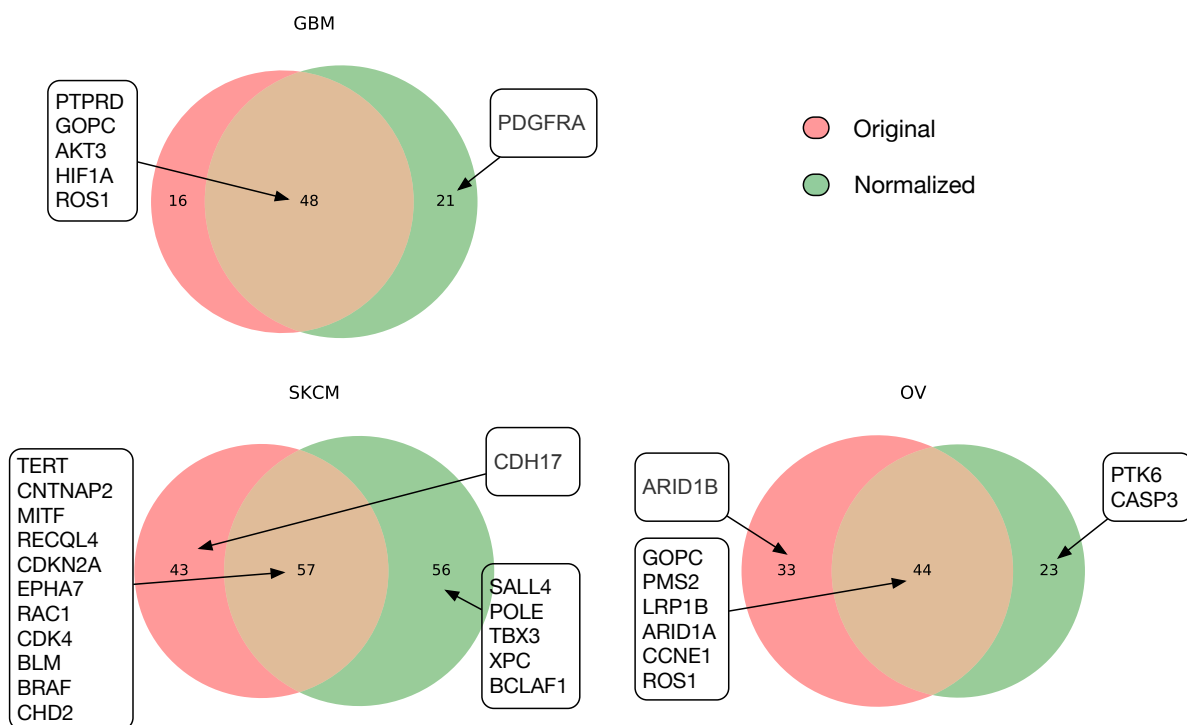 GBM
PTPRD
GOPC
AKT3
HIF1A
ROS1
16
48
21
PDGFRA
Original
Normalized
SKCM
TERT
CNTNAP2
MITF
RECQL4
CDKN2A
EPHA7
RAC1
CDK4
BLM
BRAF
CHD2
43
57
56
CDH17
SALL4
POLE
TBX3
XPC
BCLAF1
OV
ARID1B
GOPC
PMS2
LRP1B
ARID1A
CCNE1
ROS1
33
44
23
PTK6
CASP3